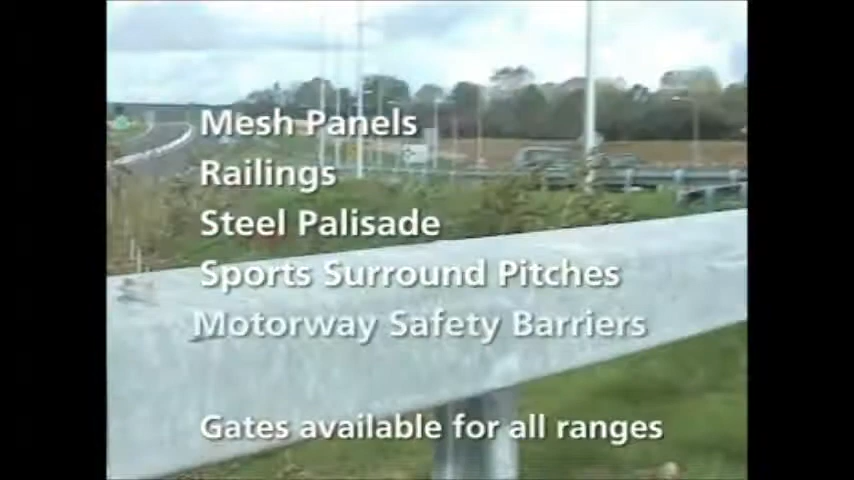 Mesh Panels
Railings
Steel Palisade
Sports Surround Pitches
Motorway Safety Barriers
Gates available for all ranges